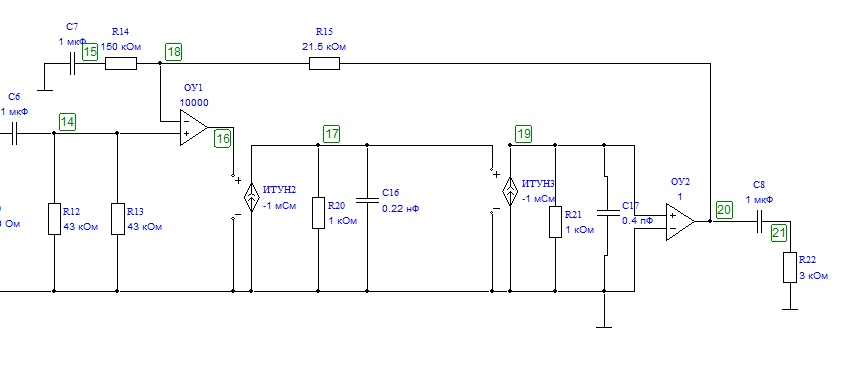 C7
1 мкФ
15
R14
150 кОм
18
R15
21.5 кОм
C6
1 мкФ
14
ОУ1
10000
16
17
19
ИТУН2
-1 мСм
R20
1 кОм
C16
0.22 нФ
ИТУН3
-1 мСм
R21
1 кОм
C17
0.4 пФ
ОУ2
1
20
C8
1 мкФ
21
R22
3 кОм
Ом
R12
43 кОм
R13
43 кОм